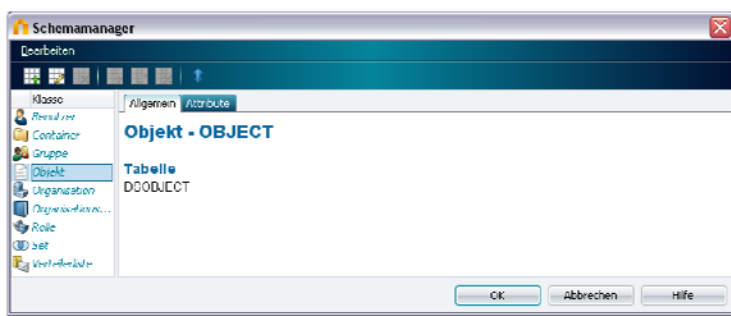 Schemamanager
Bearbeiten
Klasse
Allgemein Attribute
Benutzer
Container
Gruppe
Objekt
Organisation
Organisations...
Rolle
Set
Verteilerliste
Objekt - OBJECT
Tabelle
DSOBJECT
OK Abbrechen Hilfe